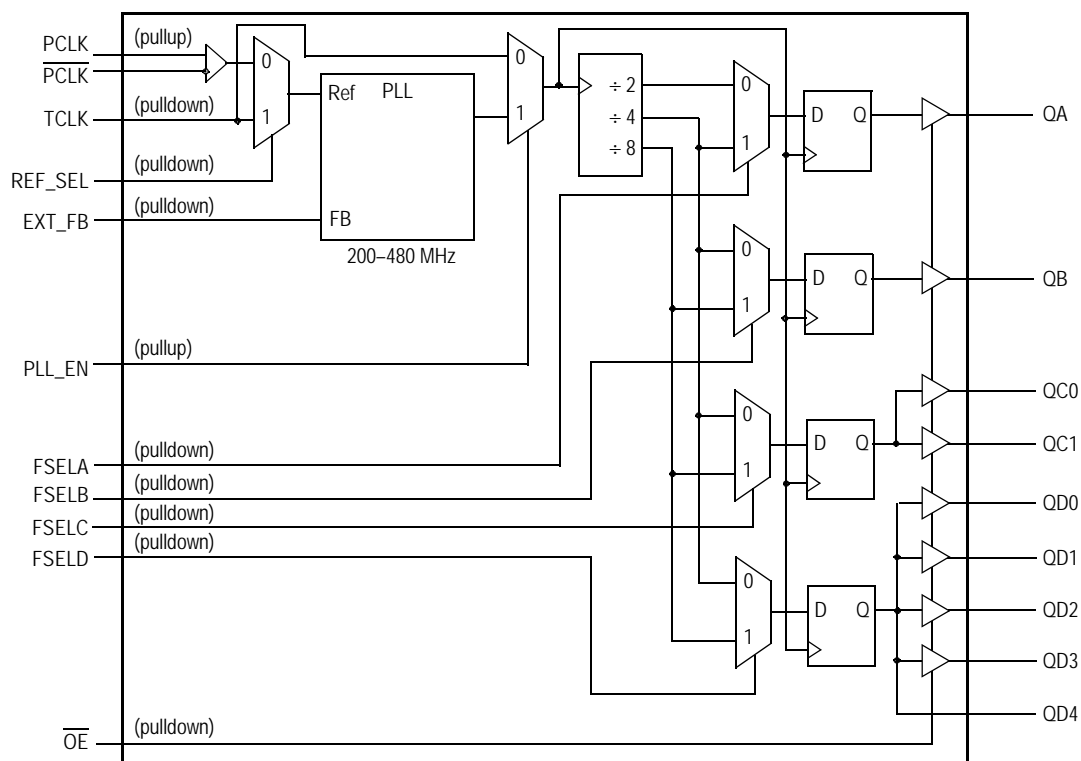 PCLK (pullup)
PCLK
TCLK (pulldown)
REF_SEL (pulldown)
EXT_FB (pulldown)
PLL_EN (pullup)
FSELA (pulldown)
FSELB (pulldown)
FSELC (pulldown)
FSELD (pulldown)
OE (pulldown)
0
1
Ref PLL
FB
200–480 MHz
0
1
÷ 2
÷ 4
÷ 8
0
1
D Q
QA
0
1
D Q
QB
0
1
D Q
QC0
QC1
0
1
D Q
QD0
QD1
QD2
QD3
QD4